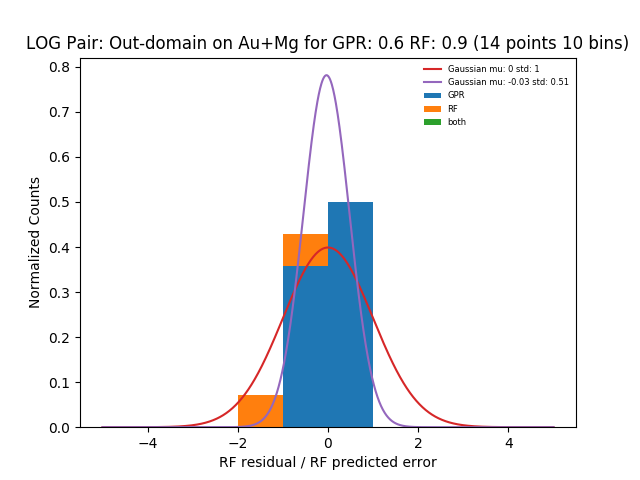 LOG Pair: Out-domain on Au+Mg for GPR: 0.6 RF: 0.9 (14 points 10 bins)
Gaussian mu: 0 std: 1
Gaussian mu: -0.03 std: 0.51
GPR
RF
both
Normalized Counts
0.8
0.7
0.6
0.5
0.4
0.3
0.2
0.1
0.0
−4 −2 0 2 4
RF residual / RF predicted error